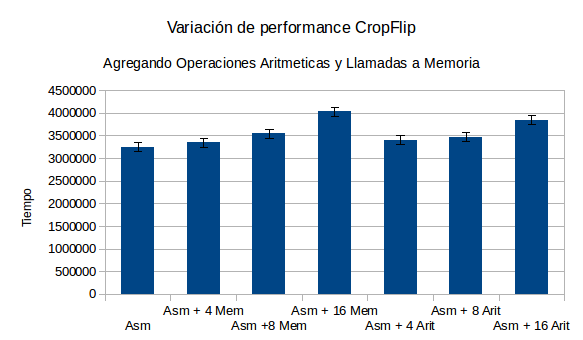 Variación de performance CropFlip
Agregando Operaciones Aritmeticas y Llamadas a Memoria
4500000
4000000
3500000
3000000
2500000
2000000
1500000
1000000
500000
0
Tiempo
Asm
Asm + 4 Mem
Asm +8 Mem
Asm + 16 Mem
Asm + 4 Arit
Asm + 8 Arit
Asm + 16 Arit